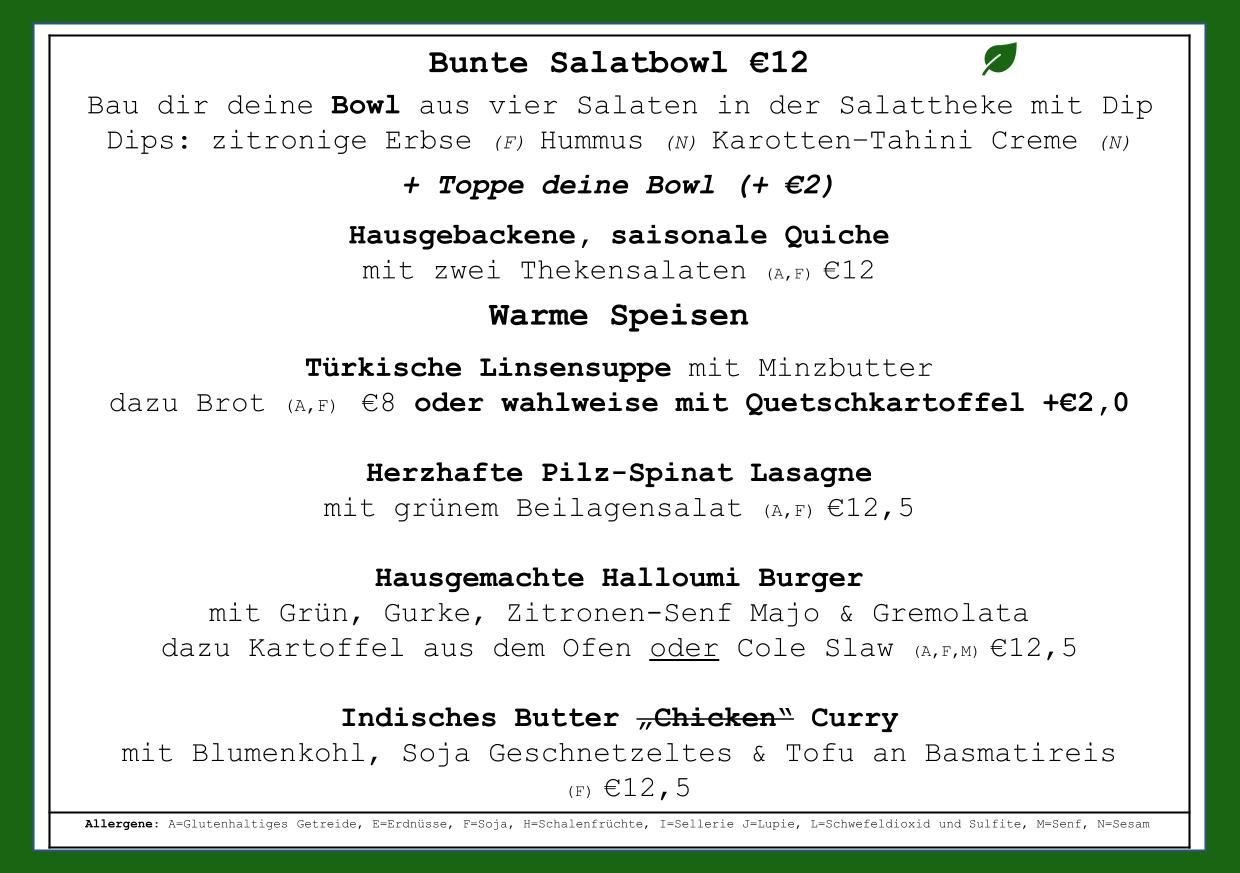 Bunte Salatbowl €12
Bau dir deine Bowl aus vier Salaten in der Salattheke mit Dip
Dips: zitronige Erbse (F) Hummus (N) Karotten-Tahini Creme (N)
+ Toppe deine Bowl (+ €2)
Hausgebackene, saisonale Quiche
mit zwei Thekensalaten (A,F) €12
Warme Speisen
Türkische Linsensuppe mit Minzbutter
dazu Brot (A,F) €8 oder wahlweise mit Quetschkartoffel +€2,0
Herzhafte Pilz-Spinat Lasagne
mit grünem Beilagensalat (A,F) €12,5
Hausgemachte Halloumi Burger
mit Grün, Gurke, Zitronen-Senf Majo & Gremolata
dazu Kartoffel aus dem Ofen oder Cole Slaw (A,F,M) €12,5
Indisches Butter „Chicken“ Curry
mit Blumenkohl, Soja Geschnetzeltes & Tofu an Basmatireis
(F) €12,5
Allergene: A=Glutenhaltiges Getreide, E=Erdnüsse, F=Soja, H=Schalenfrüchte, I=Sellerie J=Lupie, L=Schwefeldioxid und Sulfite, M=Senf, N=Sesam